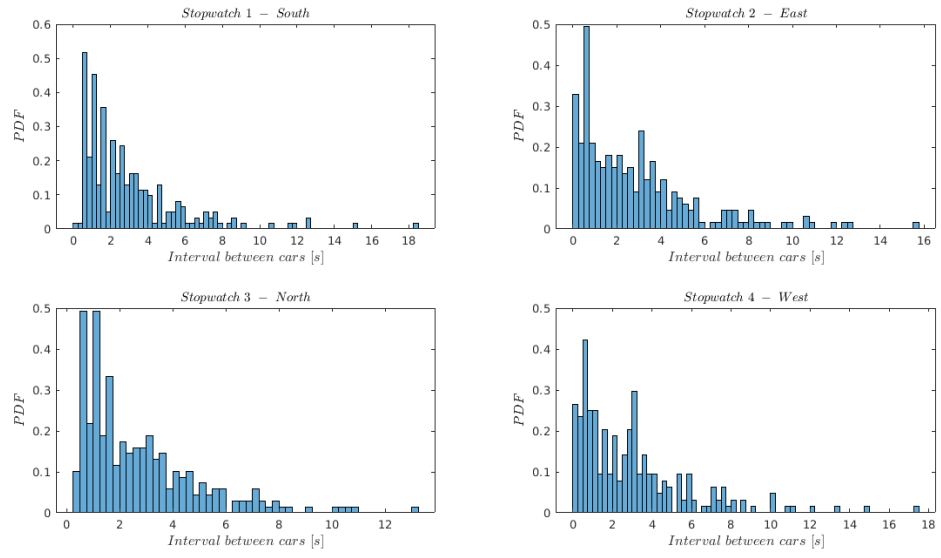 Stopwatch 1 − South
0.6
0.5
0.4
0.3
0.2
0.1
0
PDF
0 2 4 6 8 10 12 14 16 18
Interval between cars [s]
Stopwatch 2 − East
0.5
0.4
0.3
0.2
0.1
0
PDF
0 2 4 6 8 10 12 14 16
Interval between cars [s]
Stopwatch 3 − North
0.5
0.4
0.3
0.2
0.1
0
PDF
0 2 4 6 8 10 12
Interval between cars [s]
Stopwatch 4 − West
0.5
0.4
0.3
0.2
0.1
0
PDF
0 2 4 6 8 10 12 14 16 18
Interval between cars [s]